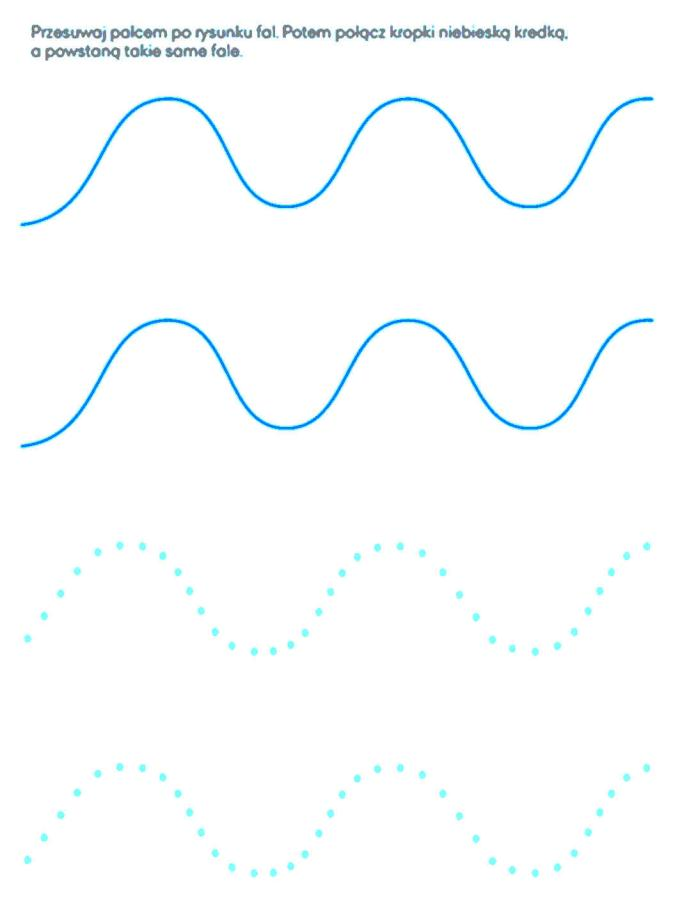 Przesuwaj palcem po rysunku fal. Potem połącz kropki niebieską kredką,
a powstaną takie same fale.